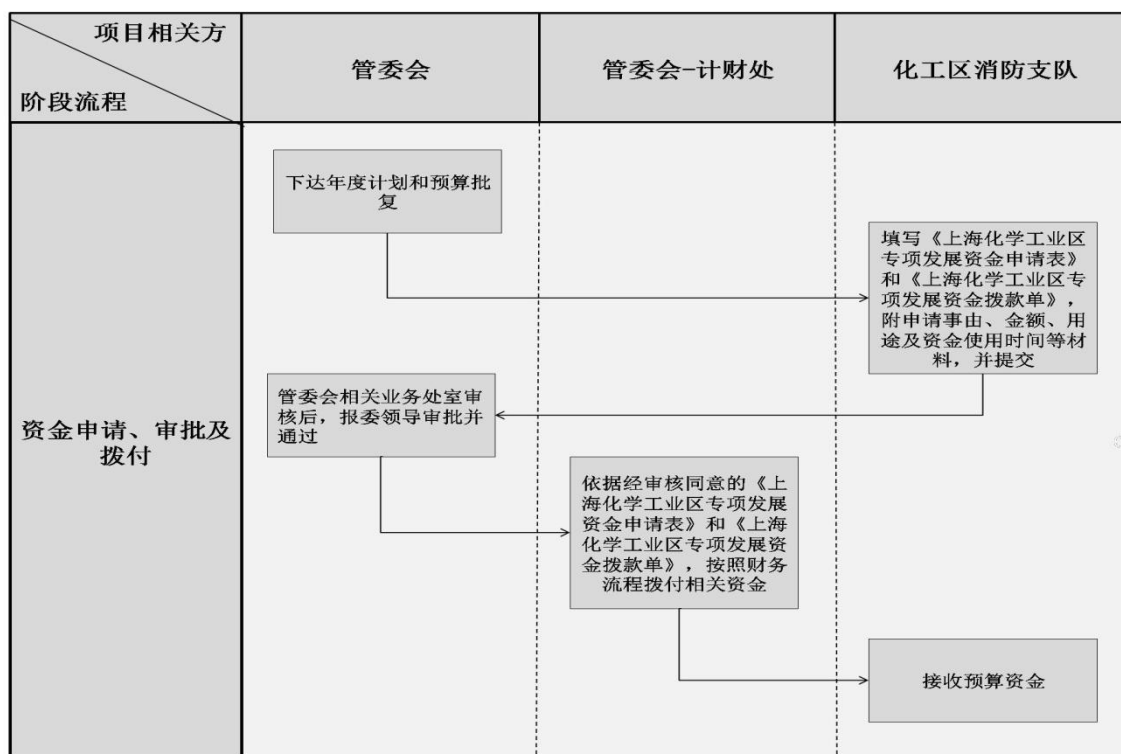 项目相关方
阶段流程
管委会
管委会-计财处
化工区消防支队
资金申请、审批及
拨付
下达年度计划和预算批
复
填写《上海化学工业区
专项发展资金申请表》
和《上海化学工业区专
项发展资金拨款单》，
附申请事由、金额、用
途及资金使用时间等材
料，并提交
管委会相关业务处室审
核后，报委领导审批并
通过
依据经审核同意的《上
海化学工业区专项发展
资金申请表》和《上海
化学工业区专项发展资
金拨款单》，按照财务
流程拨付相关资金
接收预算资金